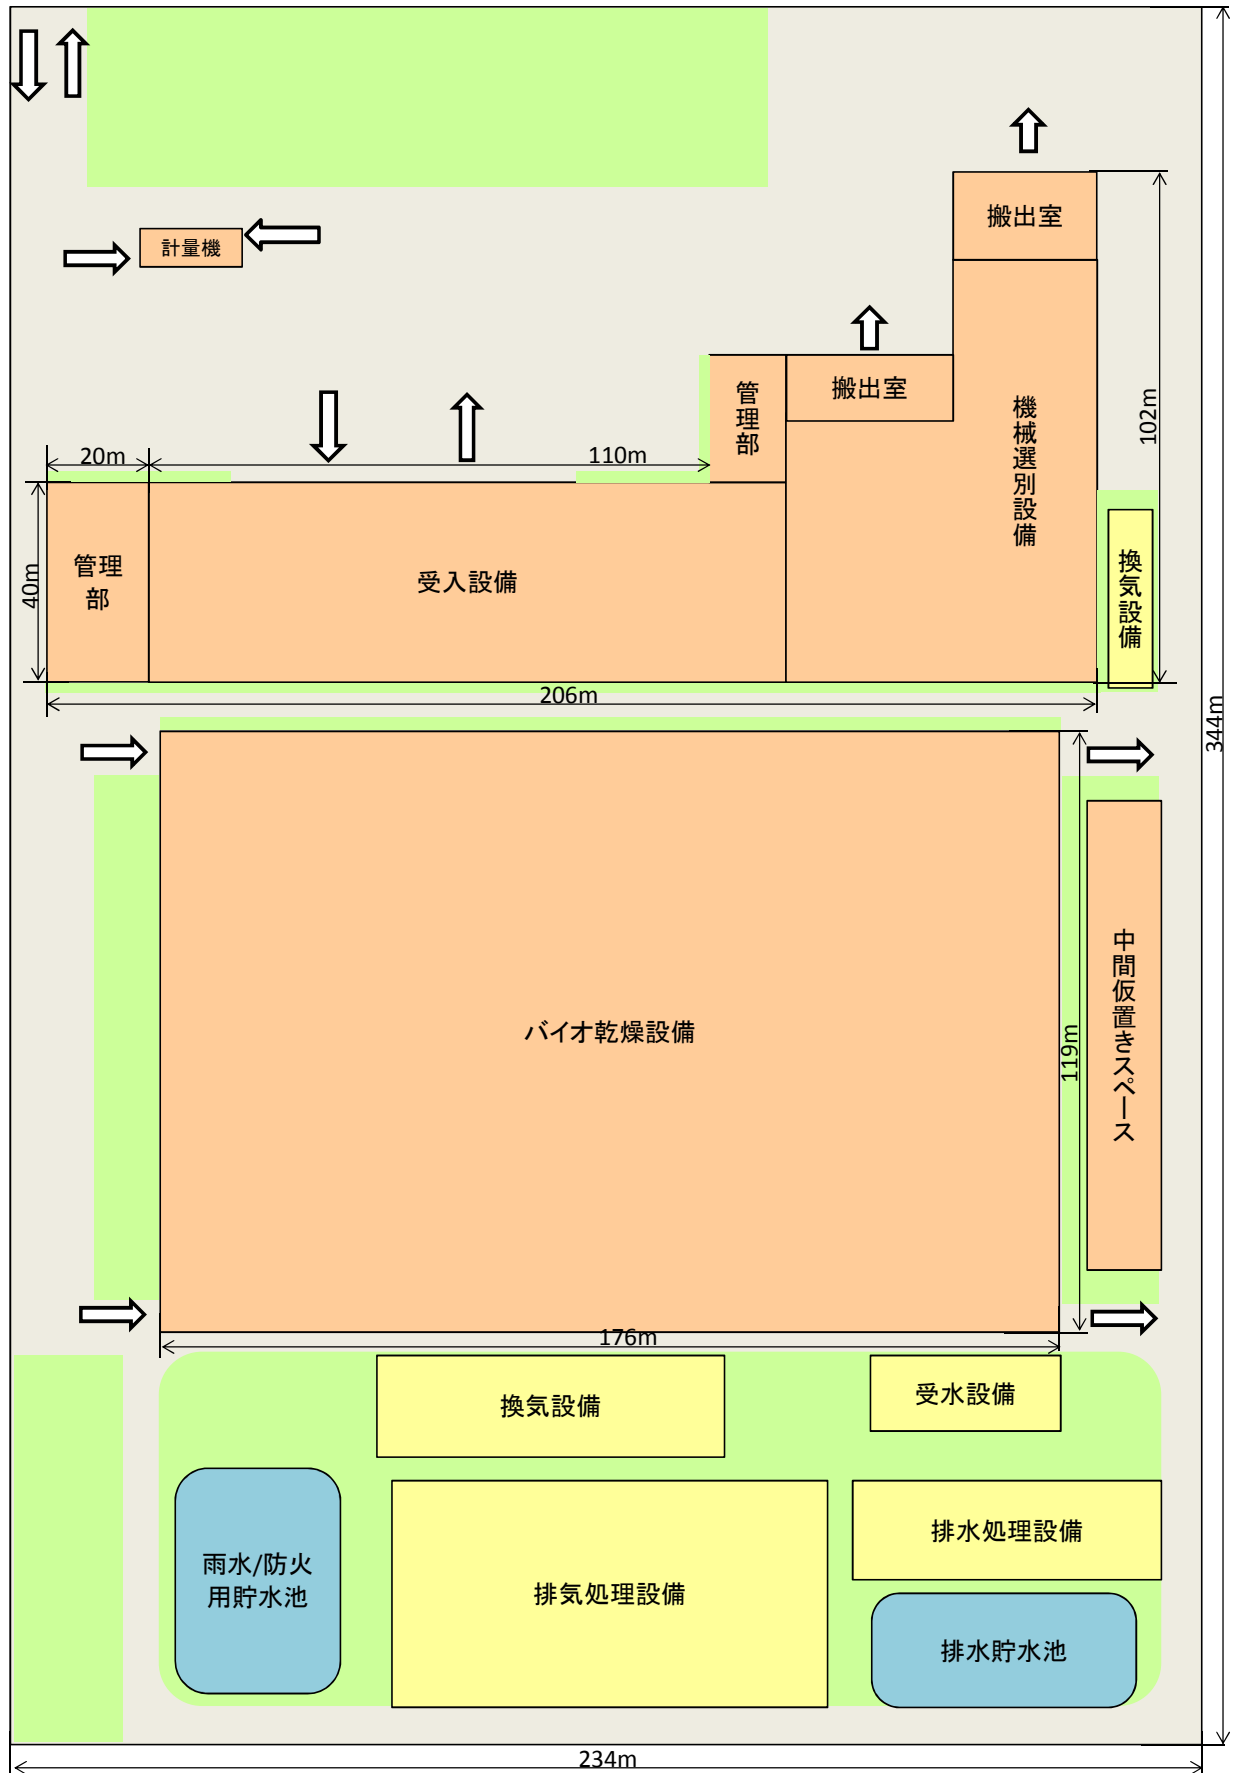 搬出室
計量機
管理部
搬出室
機械選別設備
102m
20m
110m
40m
管理
部
受入設備
換気設備
206m
344m
バイオ乾燥設備
119m
中間仮置きスペース
176m
換気設備
受水設備
雨水/防火
用貯水池
排気処理設備
排水処理設備
排水貯水池
234m